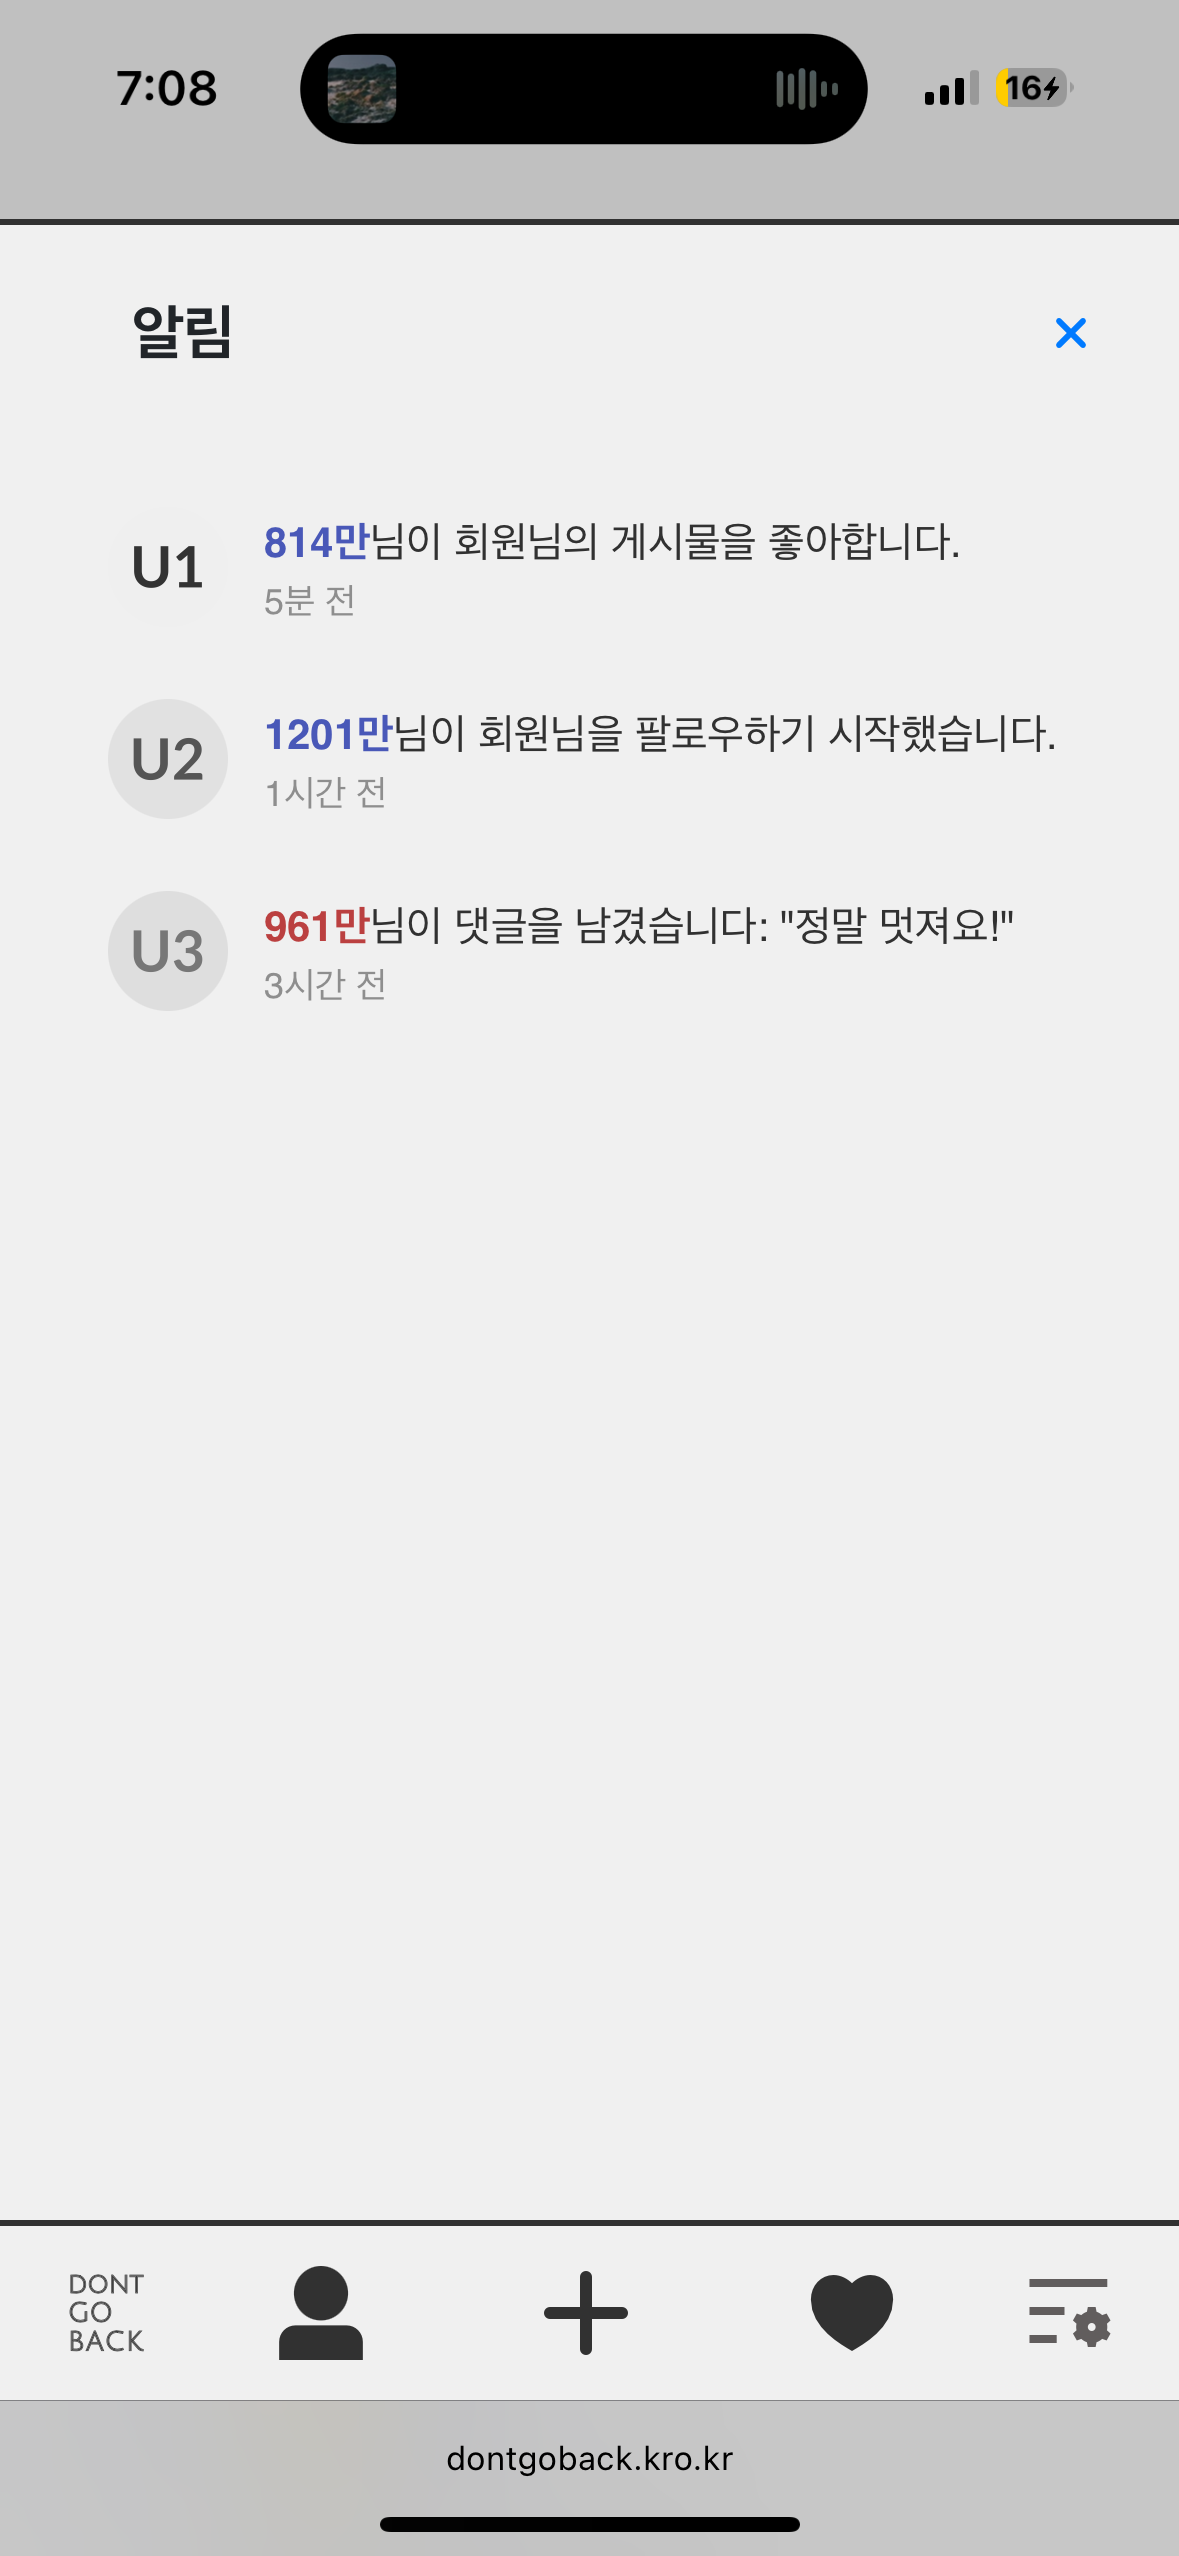 7:08
16
알림
U1
814만님이 회원님의 게시물을 좋아합니다.
5분 전
U2
1201만님이 회원님을 팔로우하기 시작했습니다.
1시간 전
U3
961만님이 댓글을 남겼습니다: "정말 멋져요!"
3시간 전
DONT
GO
BACK
dontgoback.kro.kr